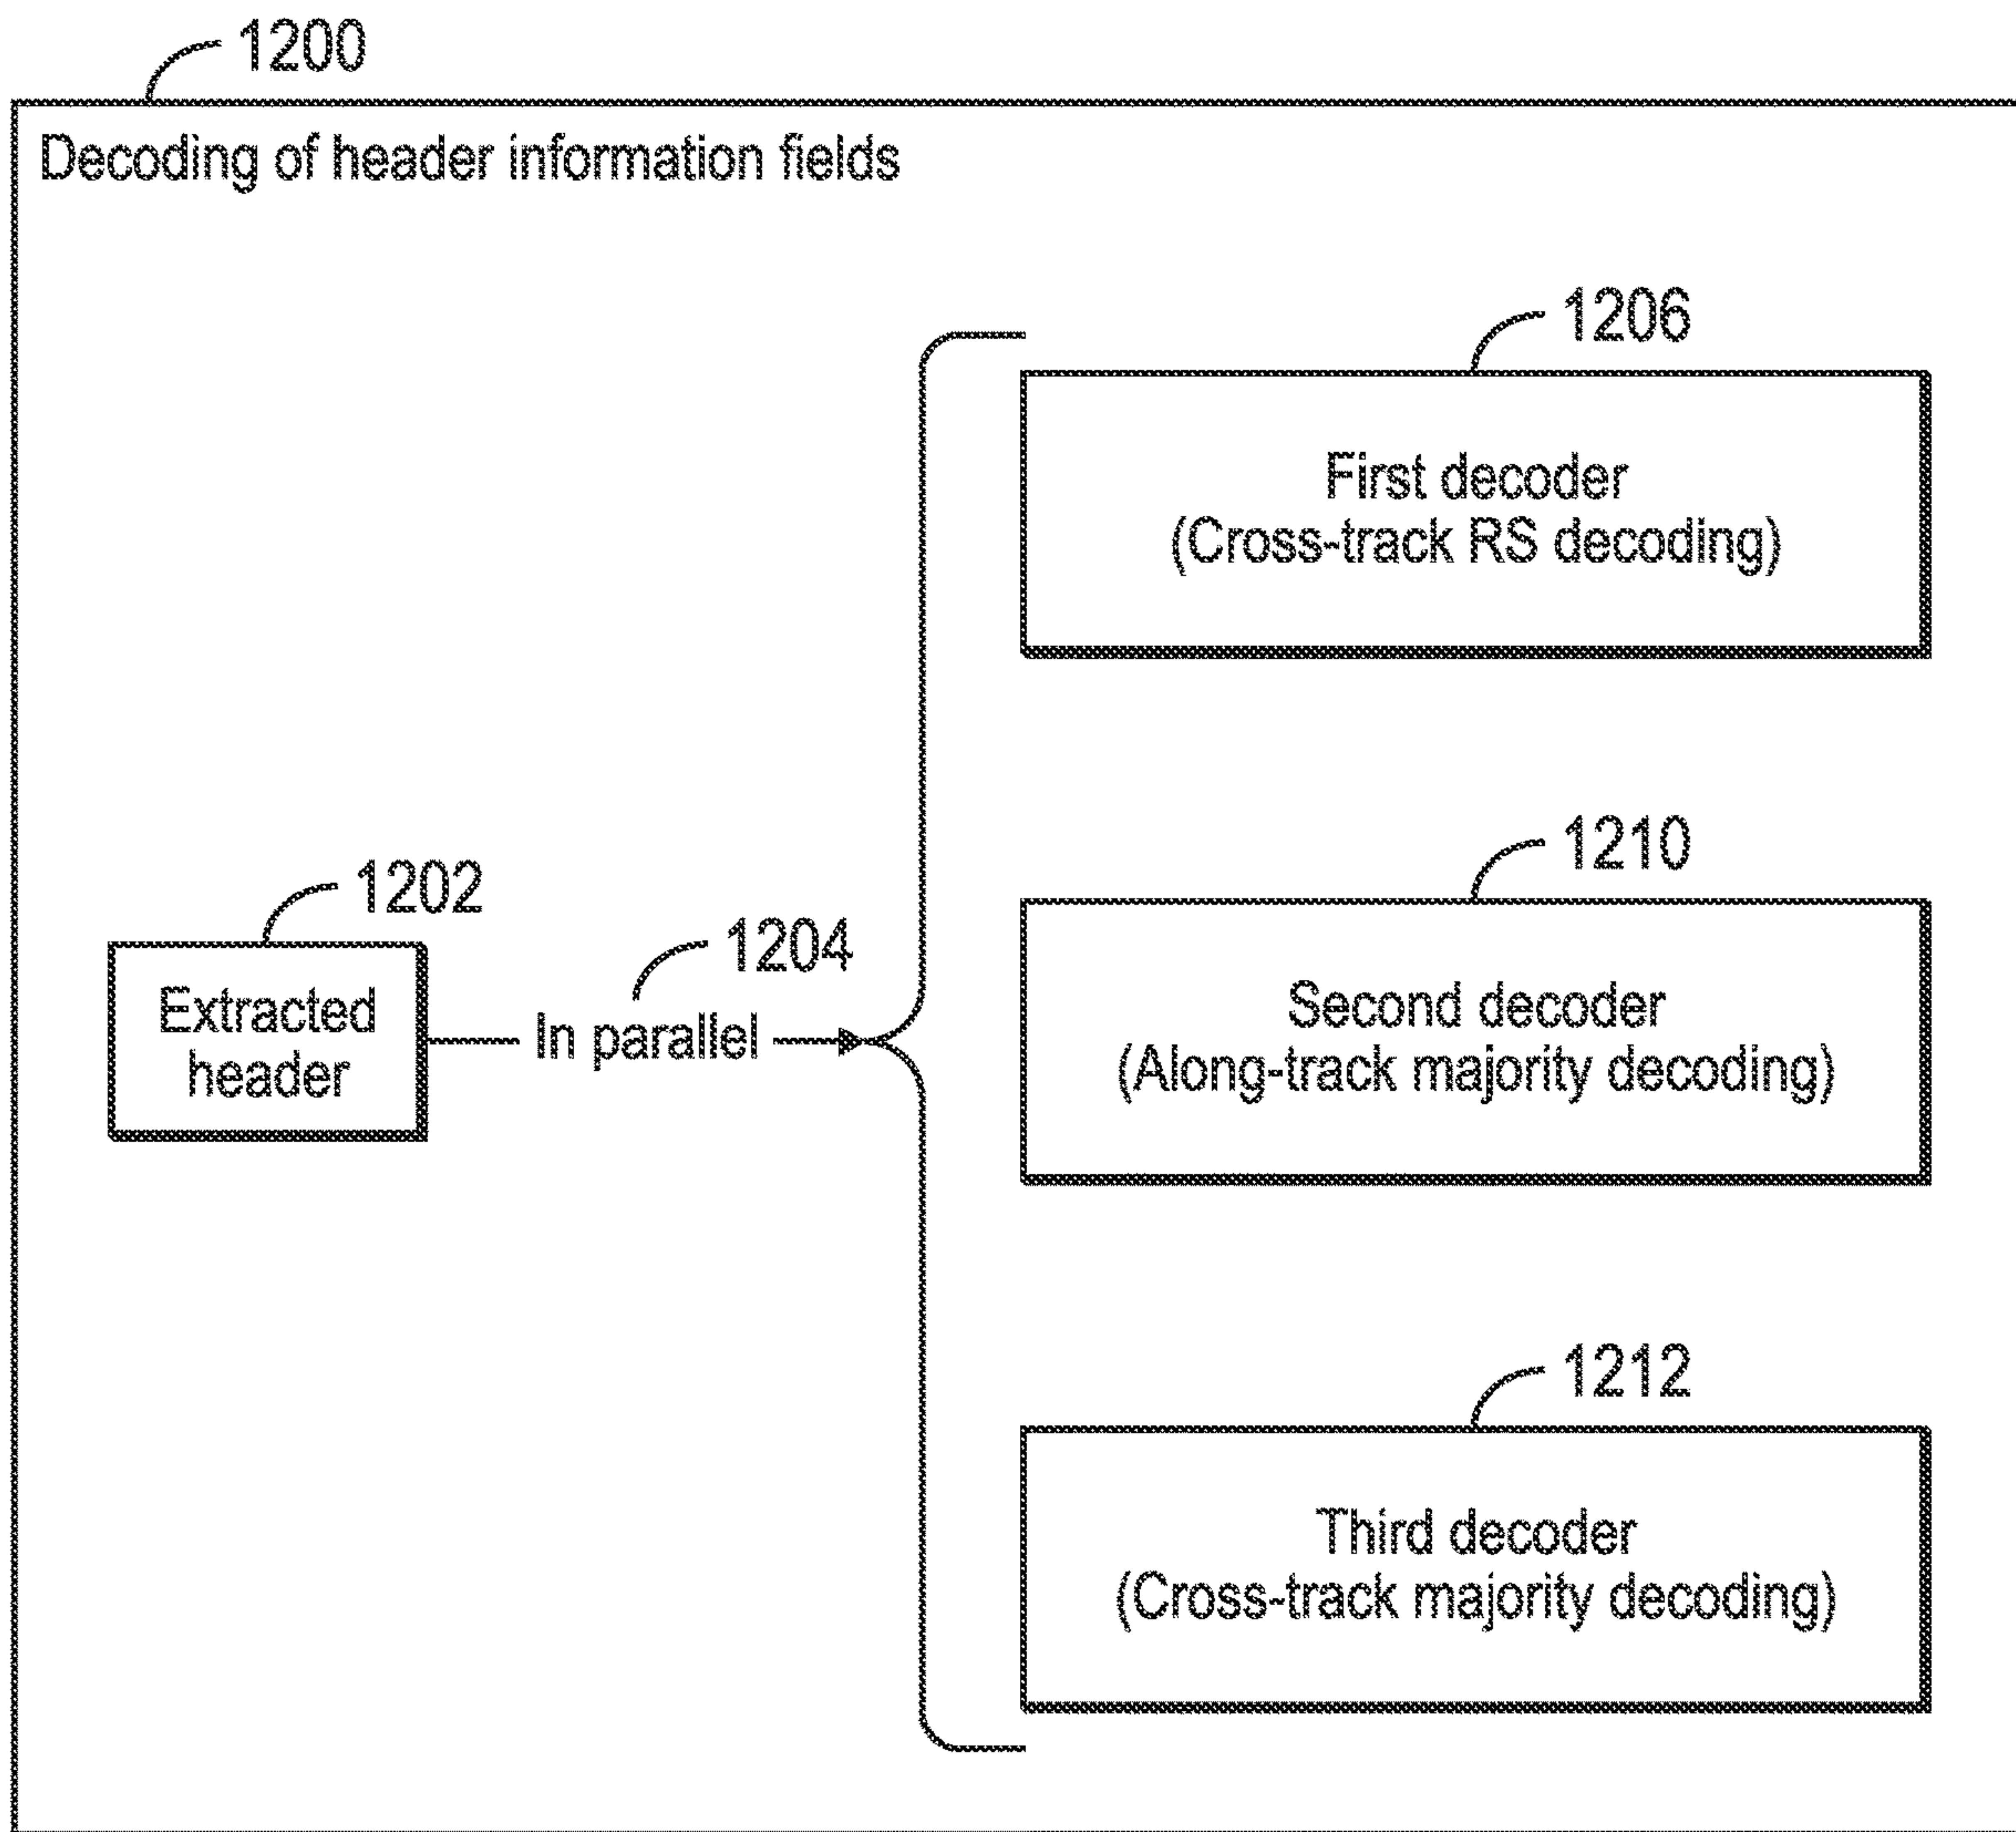 1200
Decoding of header information fields
1206
First decoder
(Cross-track RS decoding)
1210
1202
1204
Extracted
header
In parallel
Second decoder
(Along-track majority decoding)
1212
Third decoder
(Cross-track majority decoding)